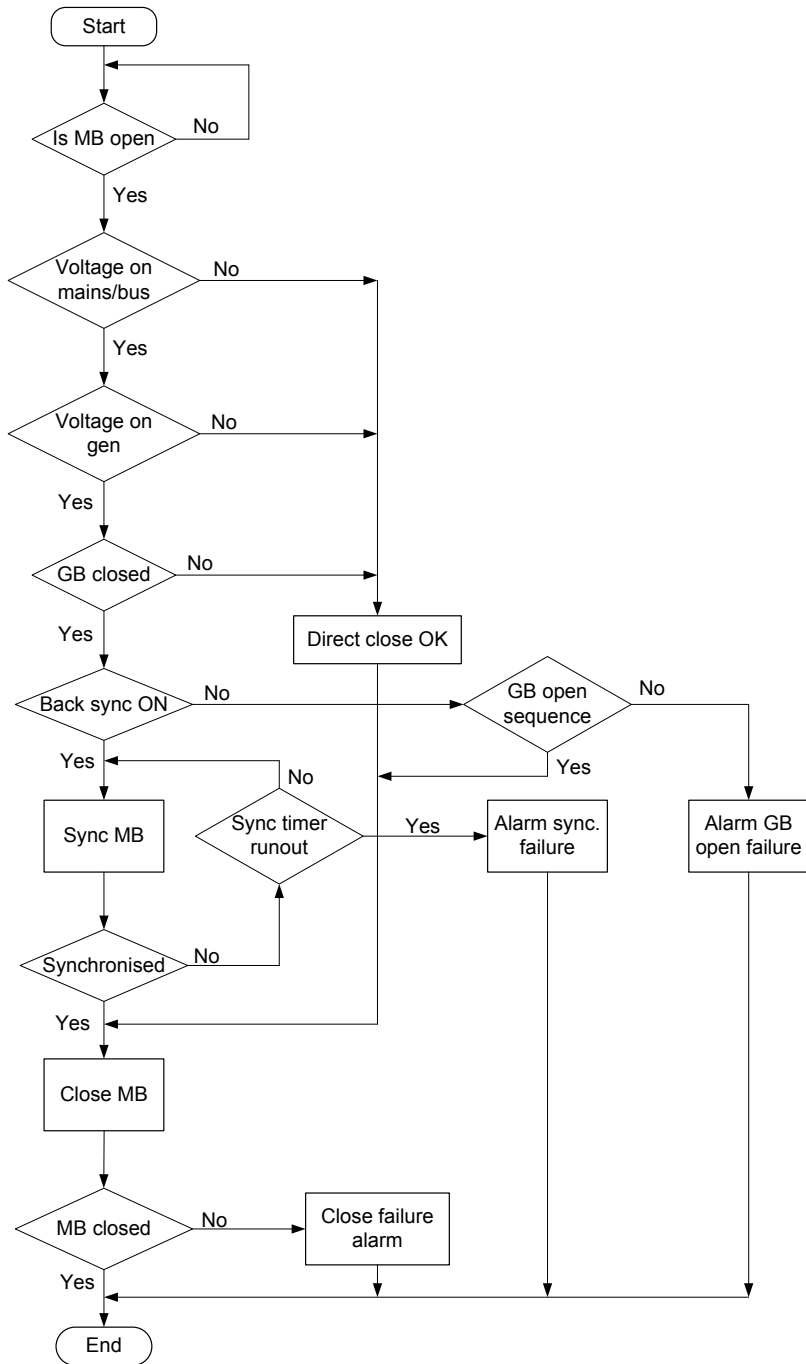 Start
Is MB open
No
Yes
Voltage on
mains/bus
No
Yes
Voltage on
gen
No
Yes
GB closed
No
Yes
Direct close OK
Back sync ON
No
GB open
sequence
No
Yes
Yes
No
Sync MB
Sync timer
runout
Yes
Alarm sync.
failure
Alarm GB
open failure
Synchronised
No
Yes
Close MB
MB closed
No
Close failure
alarm
Yes
End